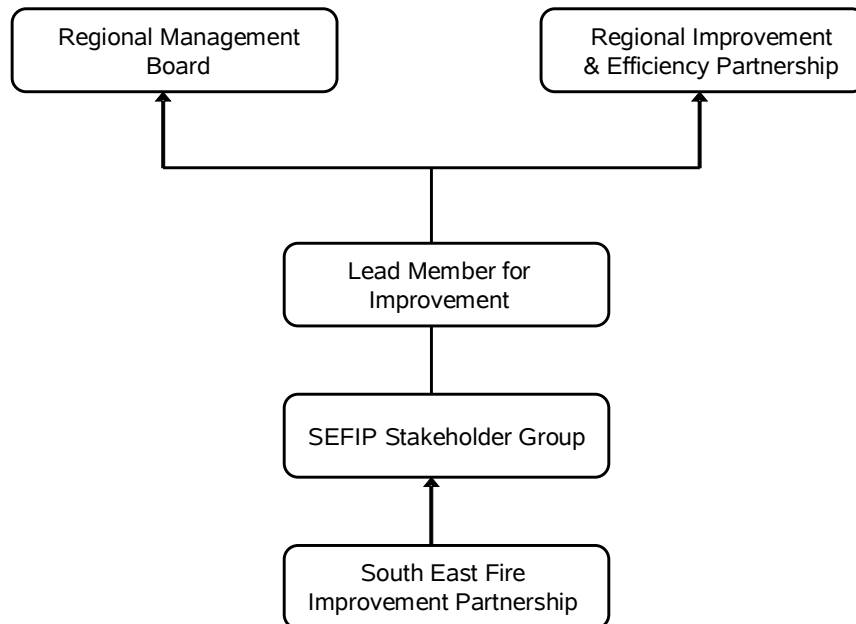 Regional Management
Board
Regional Improvement
& Efficiency Partnership
Lead Member for
Improvement
SEFIP Stakeholder Group
South East Fire
Improvement Partnership